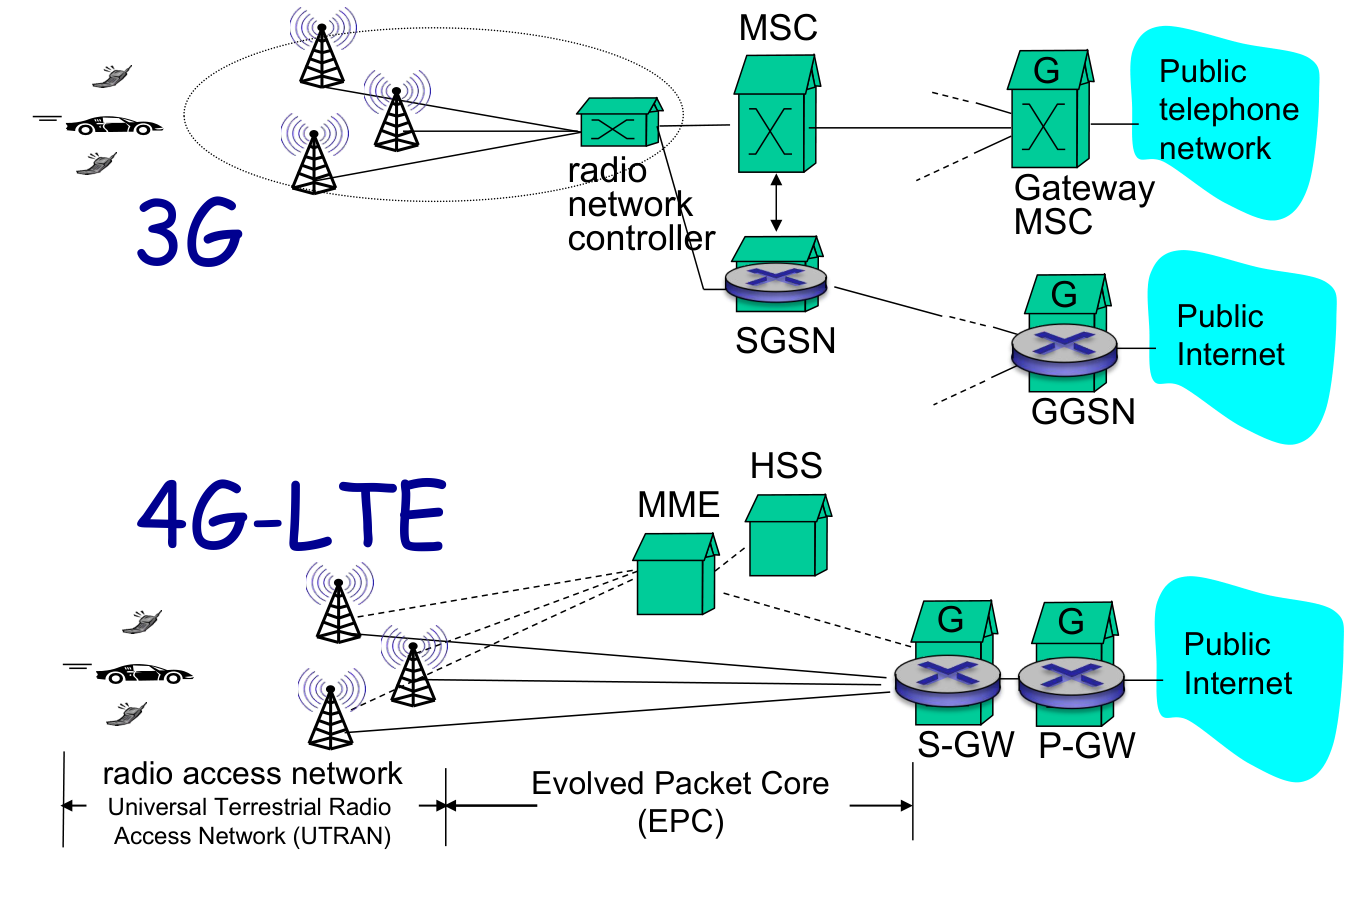 MSC
G
Public
telephone
network
radio
network
controller
Gateway
MSC
3G
SGSN
G
Public
Internet
GGSN
4G-LTE
HSS
MME
G
G
Public
Internet
S-GW
P-GW
radio access network
Universal Terrestrial Radio
Access Network (UTRAN)
Evolved Packet Core
(EPC)